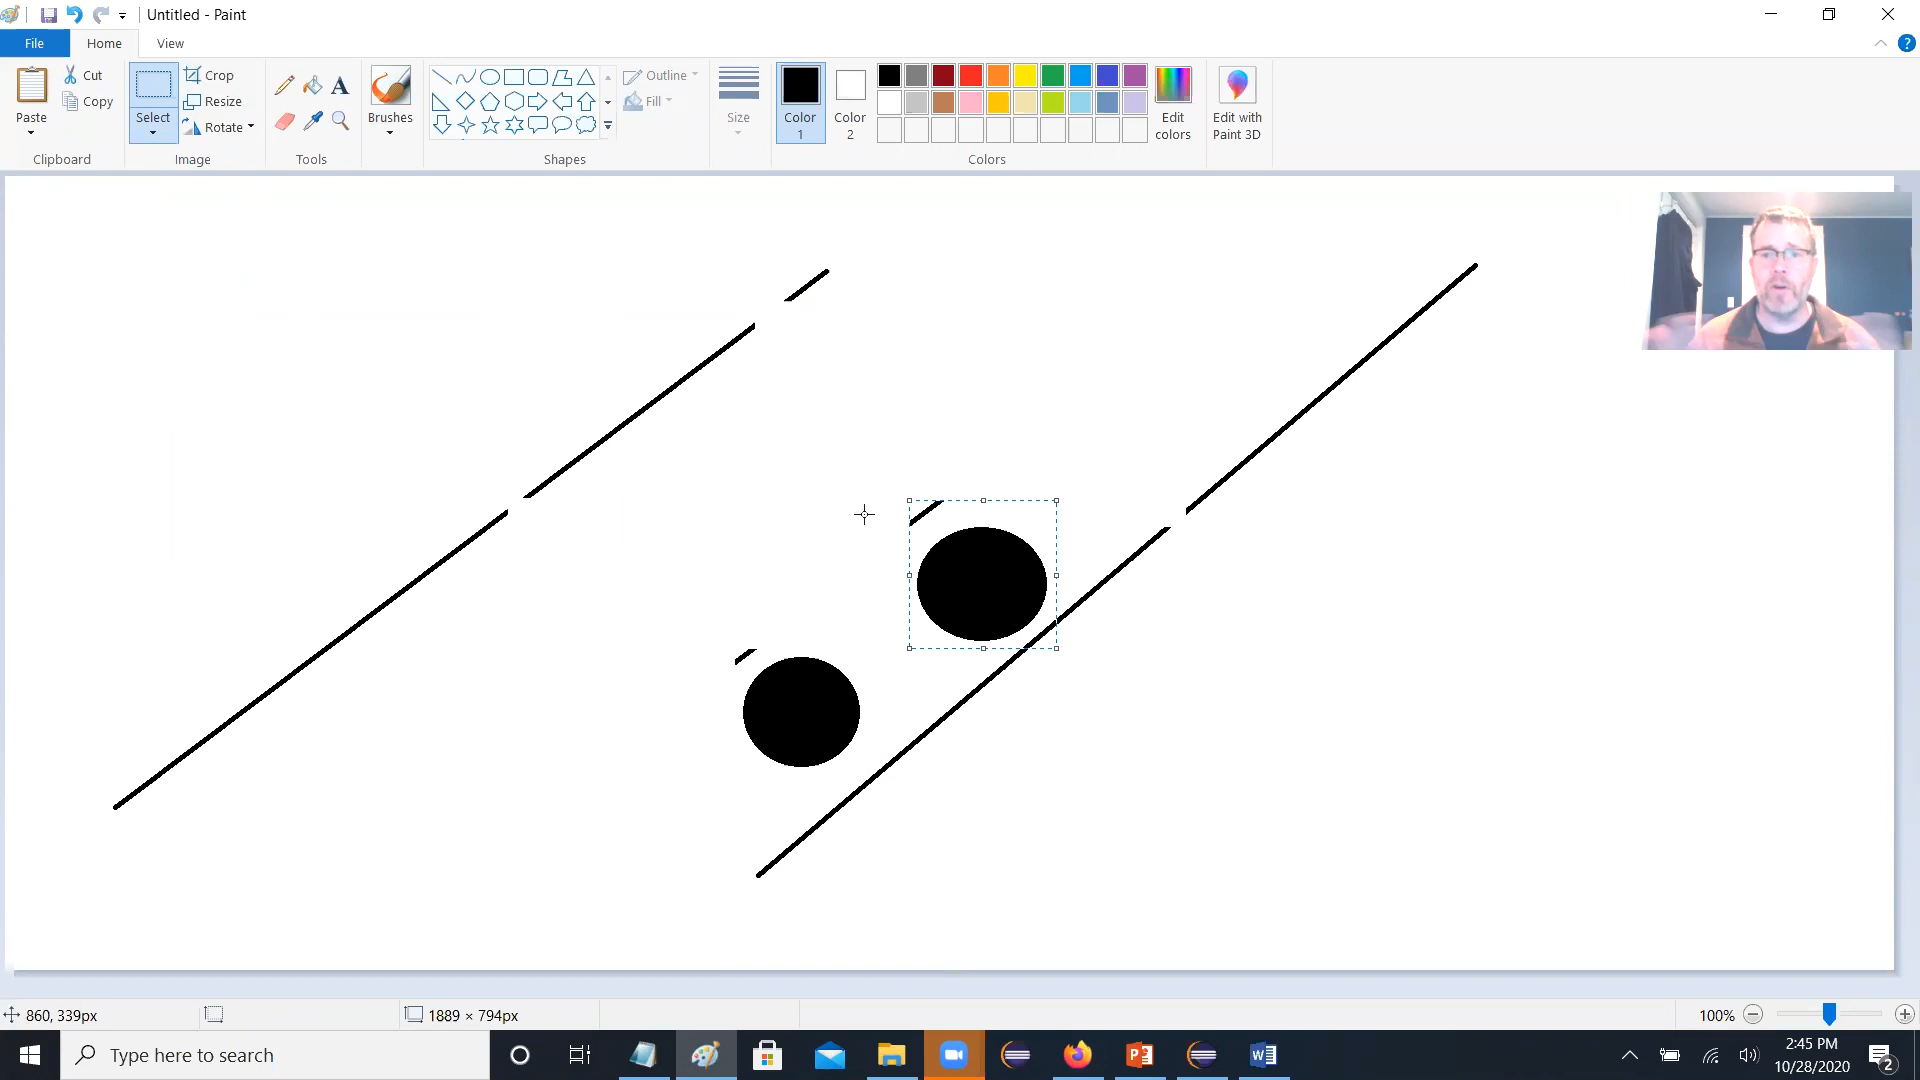 Untitled - Paint
File Home View
Paste
Cut
Copy
Clipboard
Select
Crop
Resize
Rotate
Image
A
Tools
Brushes
Shapes
Outline
Fill
Size
Color 1
Color 2
Colors
Edit colors
Edit with Paint 3D
860, 339px
1889 × 794px
100%
Type here to search
2:45 PM
10/28/2020
2